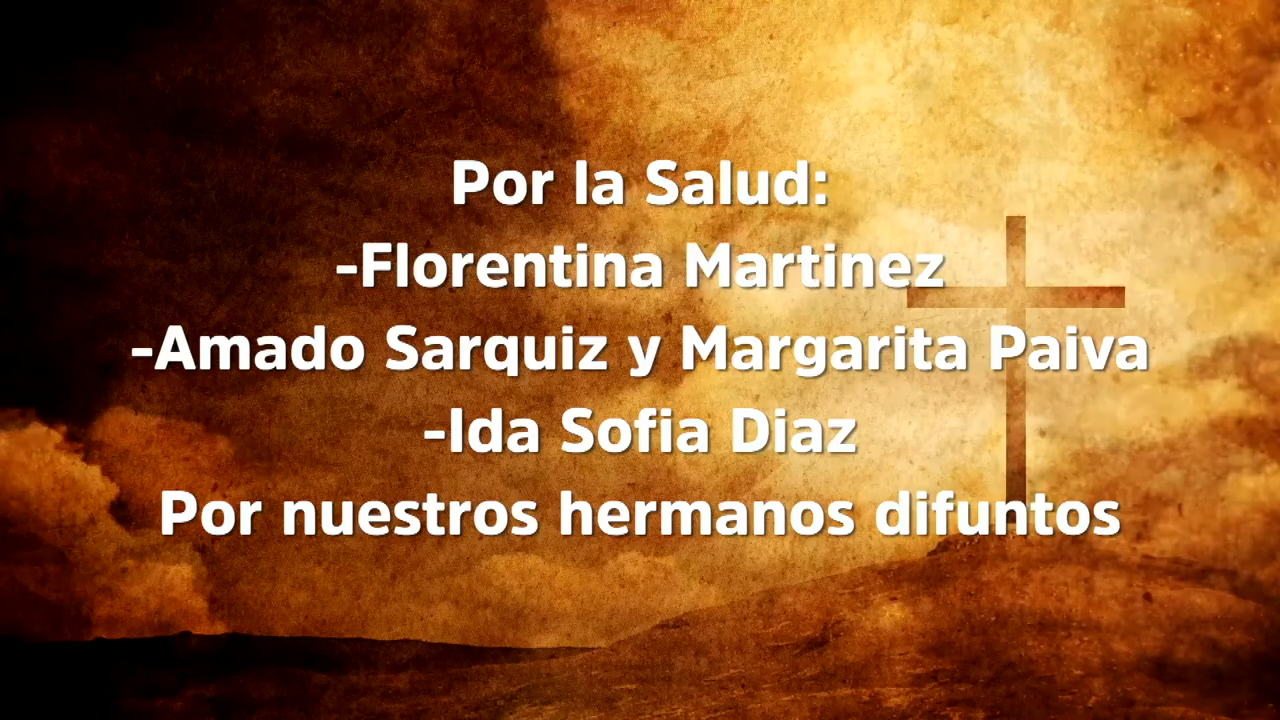 Por la Salud:
-Florentina Martinez
-Amado Sarquiz y Margarita Paiva
-Ida Sofia Diaz
Por nuestros hermanos difuntos